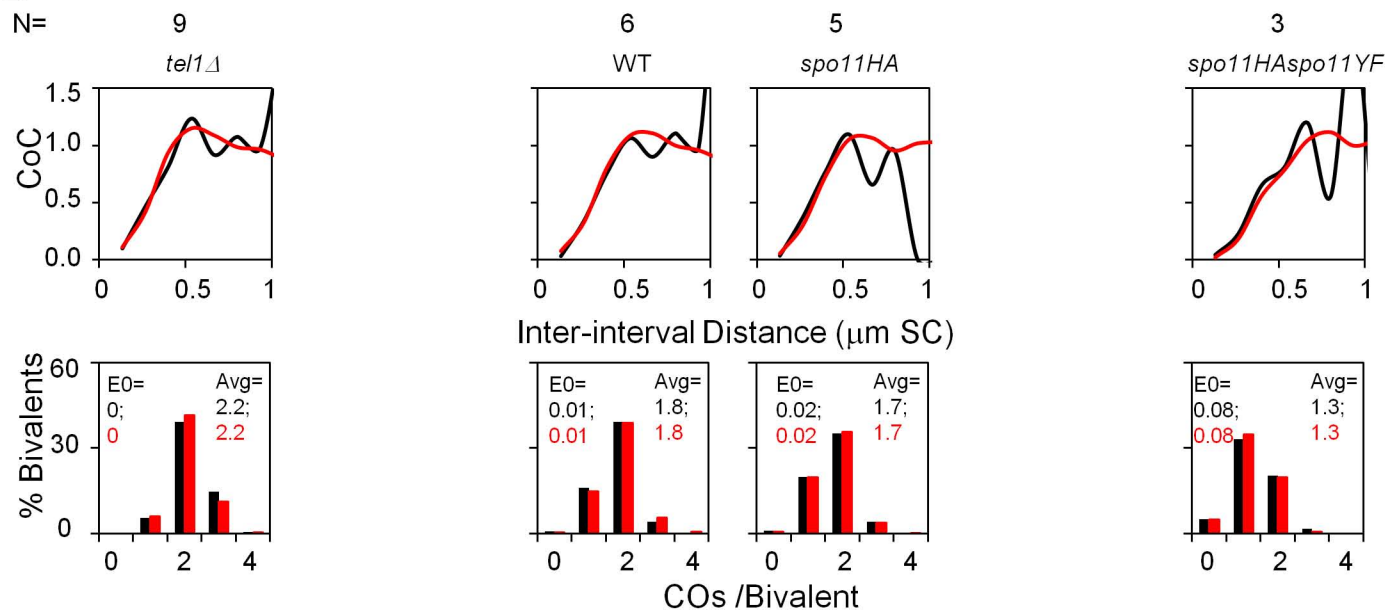 N= 9 6 5 3
tel1Δ WT spo11HA spo11HAspo11YF
CoC
1.5
1.0
0.5
0.0
0 0.5 1 0 0.5 1 0 0.5 1 0 0.5 1
Inter-interval Distance (μm SC)
% Bivalents
60
30
0
E0= Avg=
0; 2.2;
0 2.2
E0= Avg=
0.01; 1.8;
0.01 1.8
E0= Avg=
0.02; 1.7;
0.02 1.7
E0= Avg=
0.08; 1.3;
0.08 1.3
0 2 4 0 2 4 0 2 4 0 2 4
COs /Bivalent